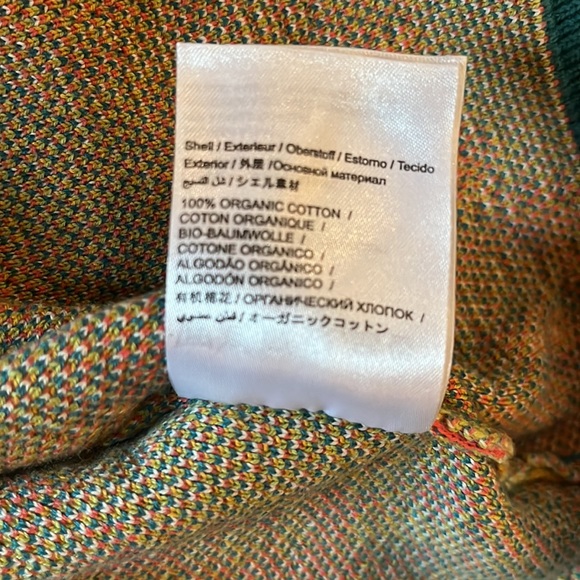 Shell / Exterieur / Oberstoff / Estorno / Tecido
Exterior / 外層 /Основной материал
/ シェル素材
100% ORGANIC COTTON /
COTON ORGANIQUE /
BIO-BAUMWOLLE /
COTONE ORGANICO /
ALGODÃO ORGÂNICO /
ALGODÓN ORGÁNICO /
有机棉花 / ОРГАНИЧЕСКИЙ ХЛОПОК /
/ オーガニックコットン